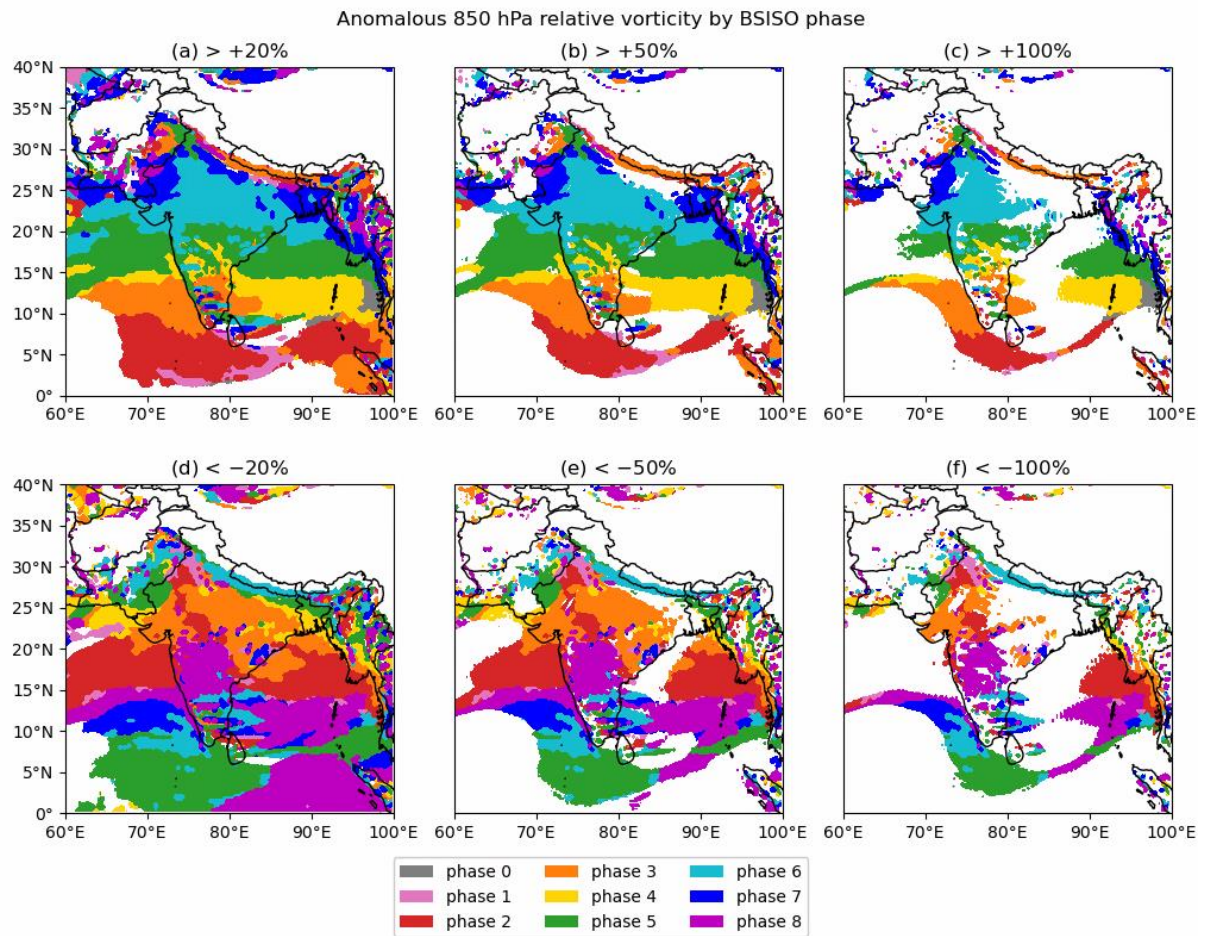 Anomalous 850 hPa relative vorticity by BSISO phase
(a) > +20% (b) > +50% (c) > +100%
40°N
35°N
30°N
25°N
20°N
15°N
10°N
5°N
0°
60°E 70°E 80°E 90°E 100°E 60°E 70°E 80°E 90°E 100°E 60°E 70°E 80°E 90°E 100°E
(d) < −20% (e) < −50% (f) < −100%
40°N
35°N
30°N
25°N
20°N
15°N
10°N
5°N
0°
60°E 70°E 80°E 90°E 100°E 60°E 70°E 80°E 90°E 100°E 60°E 70°E 80°E 90°E 100°E
phase 0 phase 3 phase 6
phase 1 phase 4 phase 7
phase 2 phase 5 phase 8